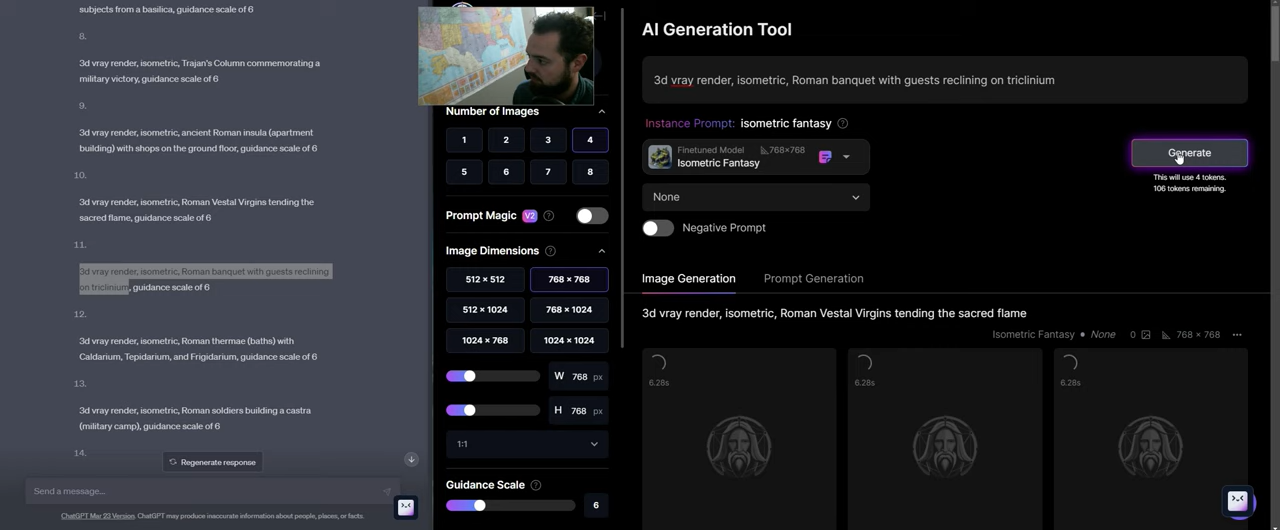 subjects from a basilica, guidance scale of 6
8.
3d vray render, isometric, Trajan's Column commemorating a
military victory, guidance scale of 6
9.
3d vray render, isometric, ancient Roman insula (apartment
building) with shops on the ground floor, guidance scale of 6
10.
3d vray render, isometric, Roman Vestal Virgins tending the
sacred flame, guidance scale of 6
11.
3d vray render, isometric, Roman banquet with guests reclining
on triclinium, guidance scale of 6
12.
3d vray render, isometric, Roman thermae (baths) with
Caldarium, Tepidarium, and Frigidarium, guidance scale of 6
13.
3d vray render, isometric, Roman soldiers building a castra
(military camp), guidance scale of 6
14.
Regenerate response
Send a message...
ChatGPT Mar 23 Version. ChatGPT may produce inaccurate information about people, places, or facts.
Number of Images
1 2 3 4
5 6 7 8
Prompt Magic V2
Image Dimensions
512 × 512 768 × 768
512 × 1024 768 × 1024
1024 × 768 1024 × 1024
W 768 px
H 768 px
1:1
Guidance Scale
6
AI Generation Tool
3d vray render, isometric, Roman banquet with guests reclining on triclinium
Instance Prompt: isometric fantasy
Finetuned Model 768×768
Isometric Fantasy
Generate
This will use 4 tokens.
106 tokens remaining.
None
Negative Prompt
Image Generation Prompt Generation
3d vray render, isometric, Roman Vestal Virgins tending the sacred flame
Isometric Fantasy • None 0 768 × 768
6.28s 6.28s 6.28s